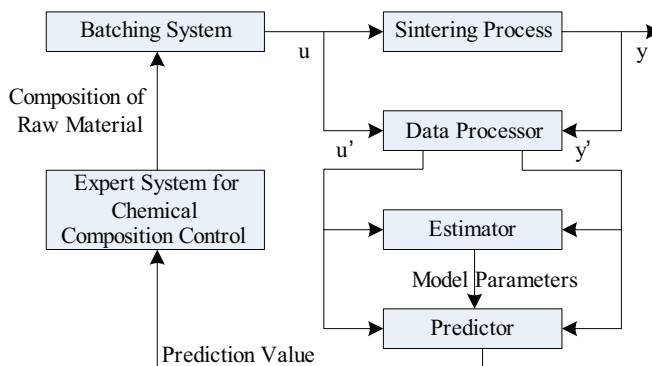 Batching System
u
Sintering Process
y
Composition of
Raw Material
u’
Data Processor
y’
Expert System for
Chemical
Composition Control
Estimator
Model Parameters
Predictor
Prediction Value